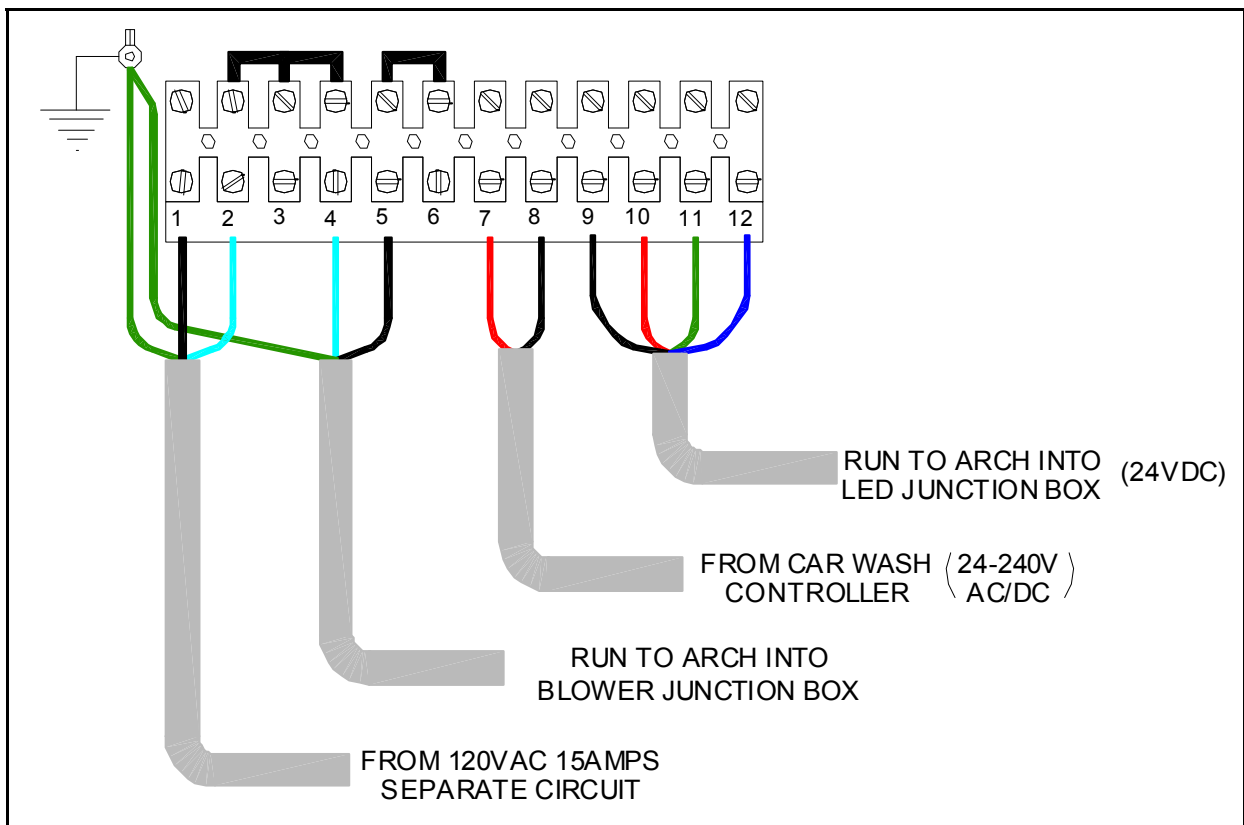 1 2 3 4 5 6 7 8 9 10 11 12
RUN TO ARCH INTO
LED JUNCTION BOX (24VDC)
FROM CAR WASH
CONTROLLER
(24-240V
AC/DC)
RUN TO ARCH INTO
BLOWER JUNCTION BOX
FROM 120VAC 15AMPS
SEPARATE CIRCUIT